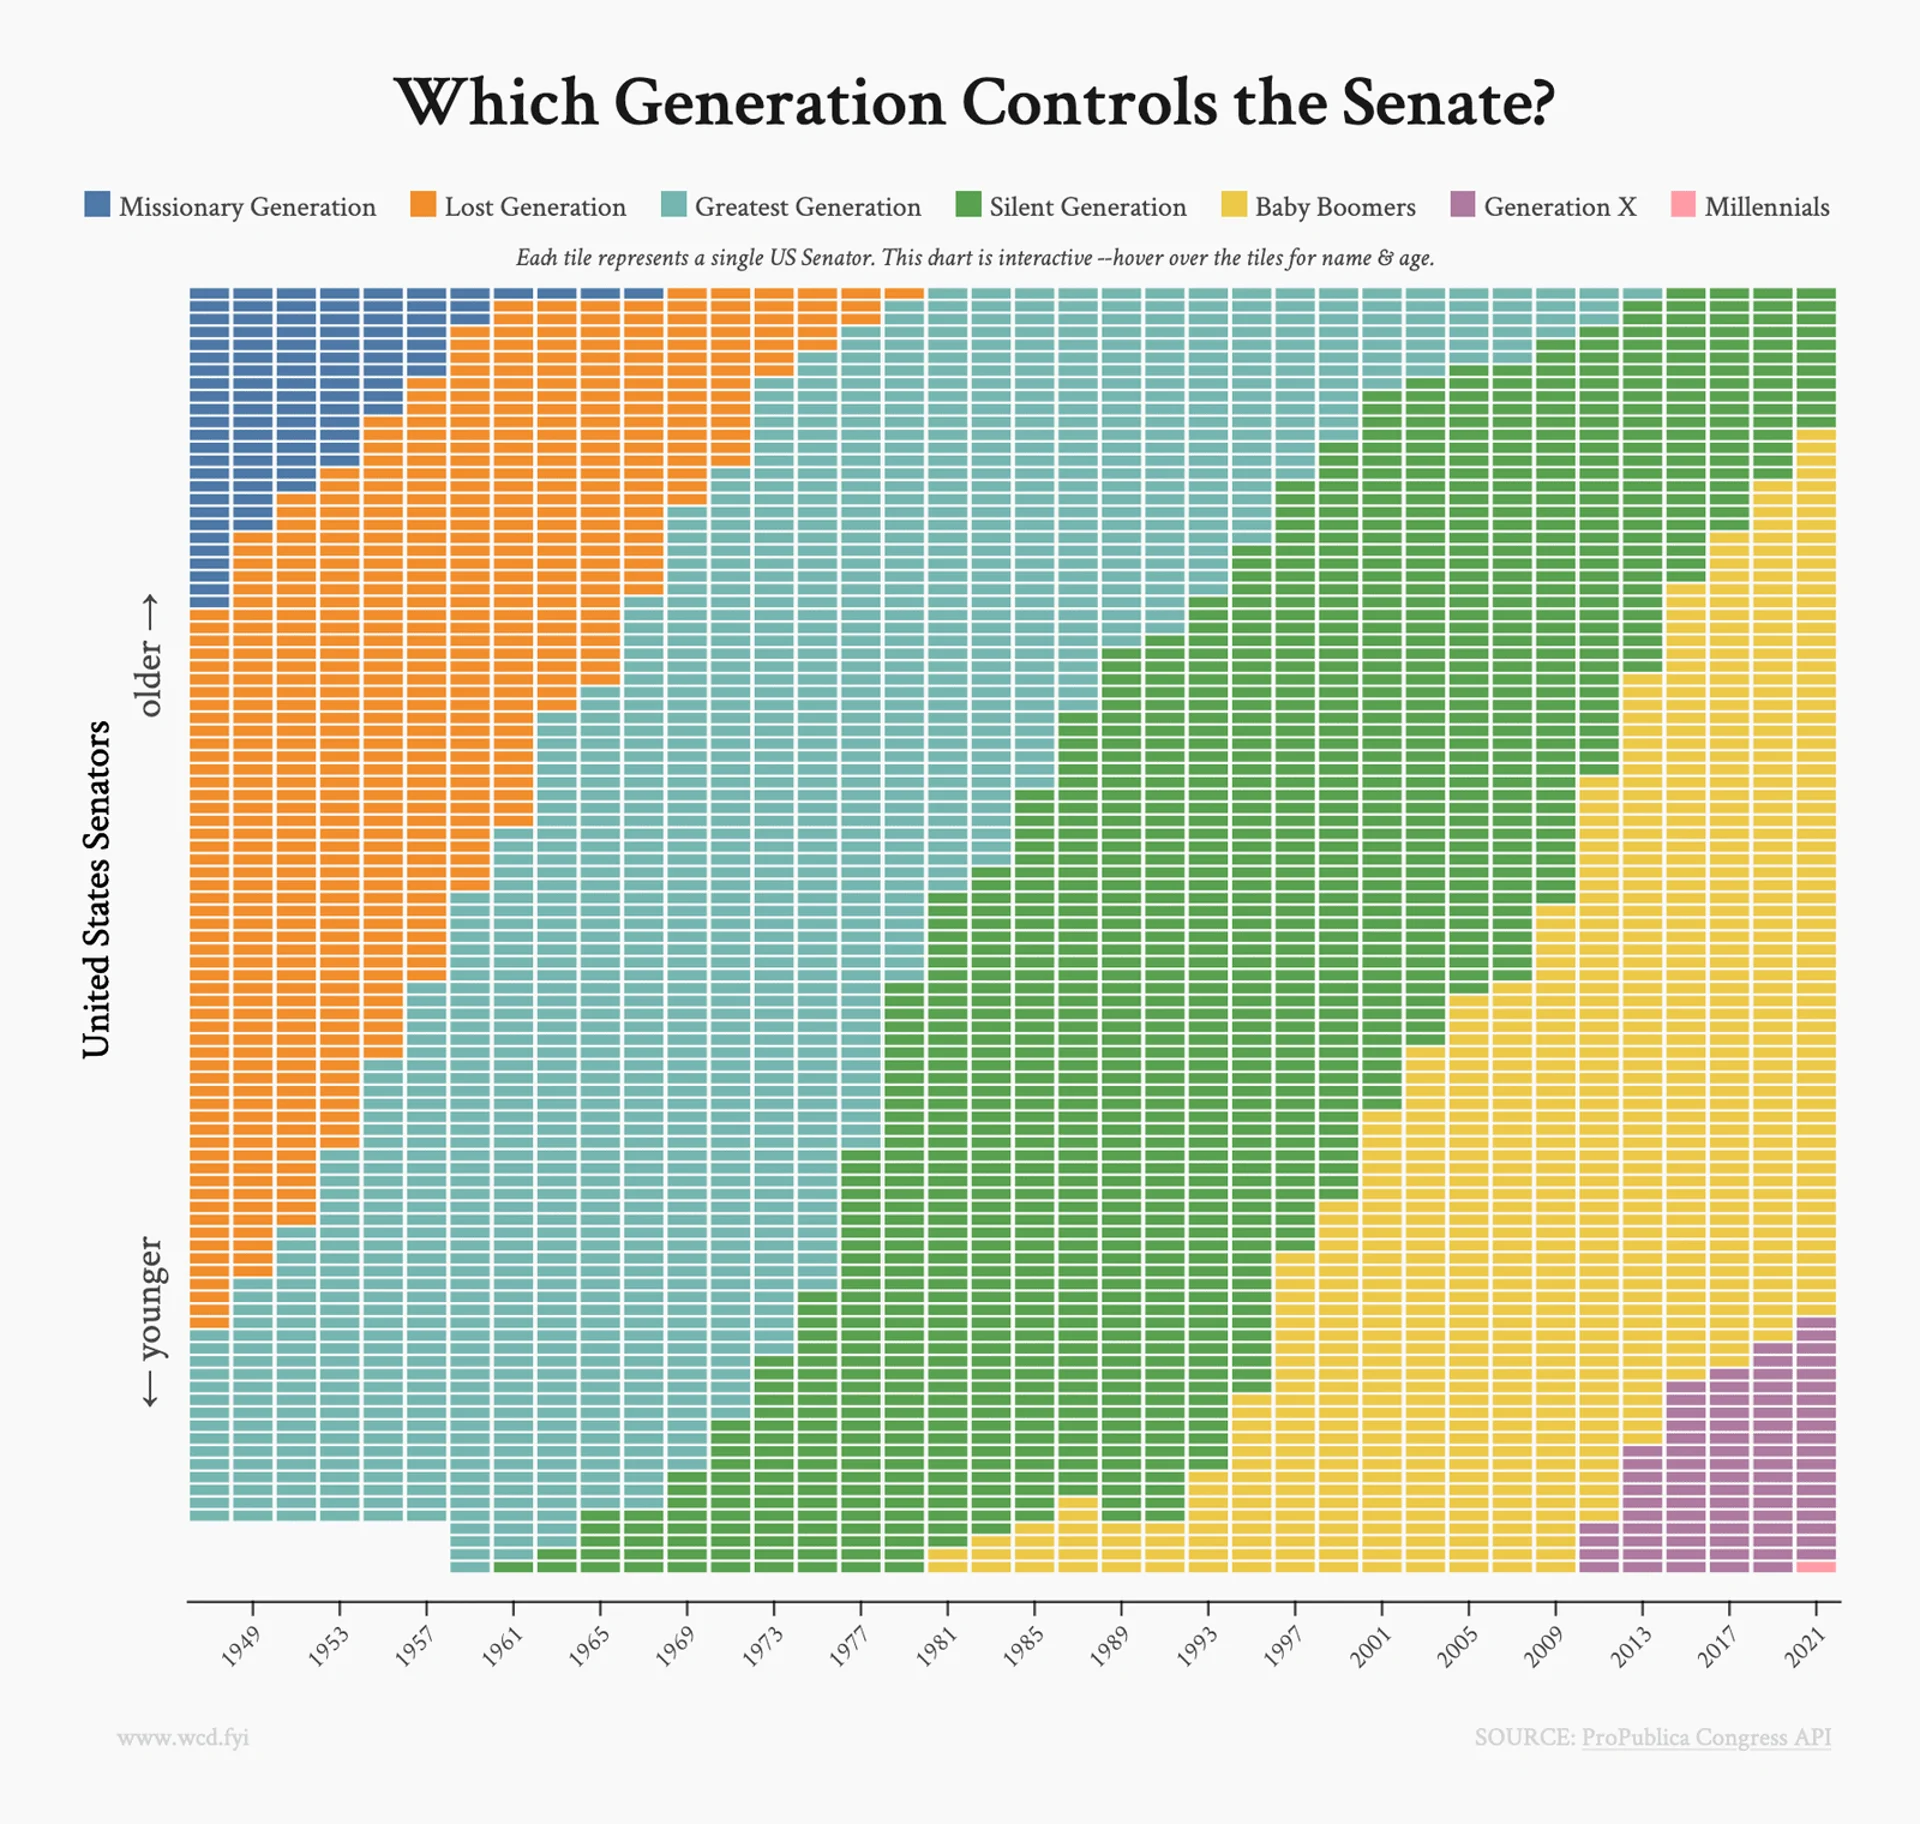 Which Generation Controls the Senate?
Missionary Generation Lost Generation Greatest Generation Silent Generation Baby Boomers Generation X Millennials
Each tile represents a single US Senator. This chart is interactive --hover over the tiles for name & age.
United States Senators
older →
← younger
1949 1953 1957 1961 1965 1969 1973 1977 1981 1985 1989 1993 1997 2001 2005 2009 2013 2017 2021
www.wcd.fyi
SOURCE: ProPublica Congress API